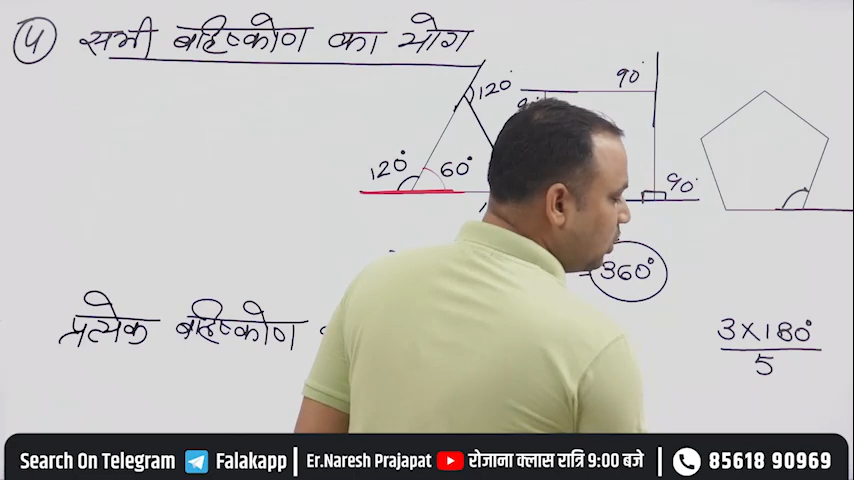 ५ सभी बहिष्कोण का योग
120°
90°
120° 60°
90°
360°
प्रत्येक बहिष्कोण
3×180°
5
Search On Telegram Falakapp | Er.Naresh Prajapat रोजाना क्लास रात्रि 9:00 बजे | 85618 90969